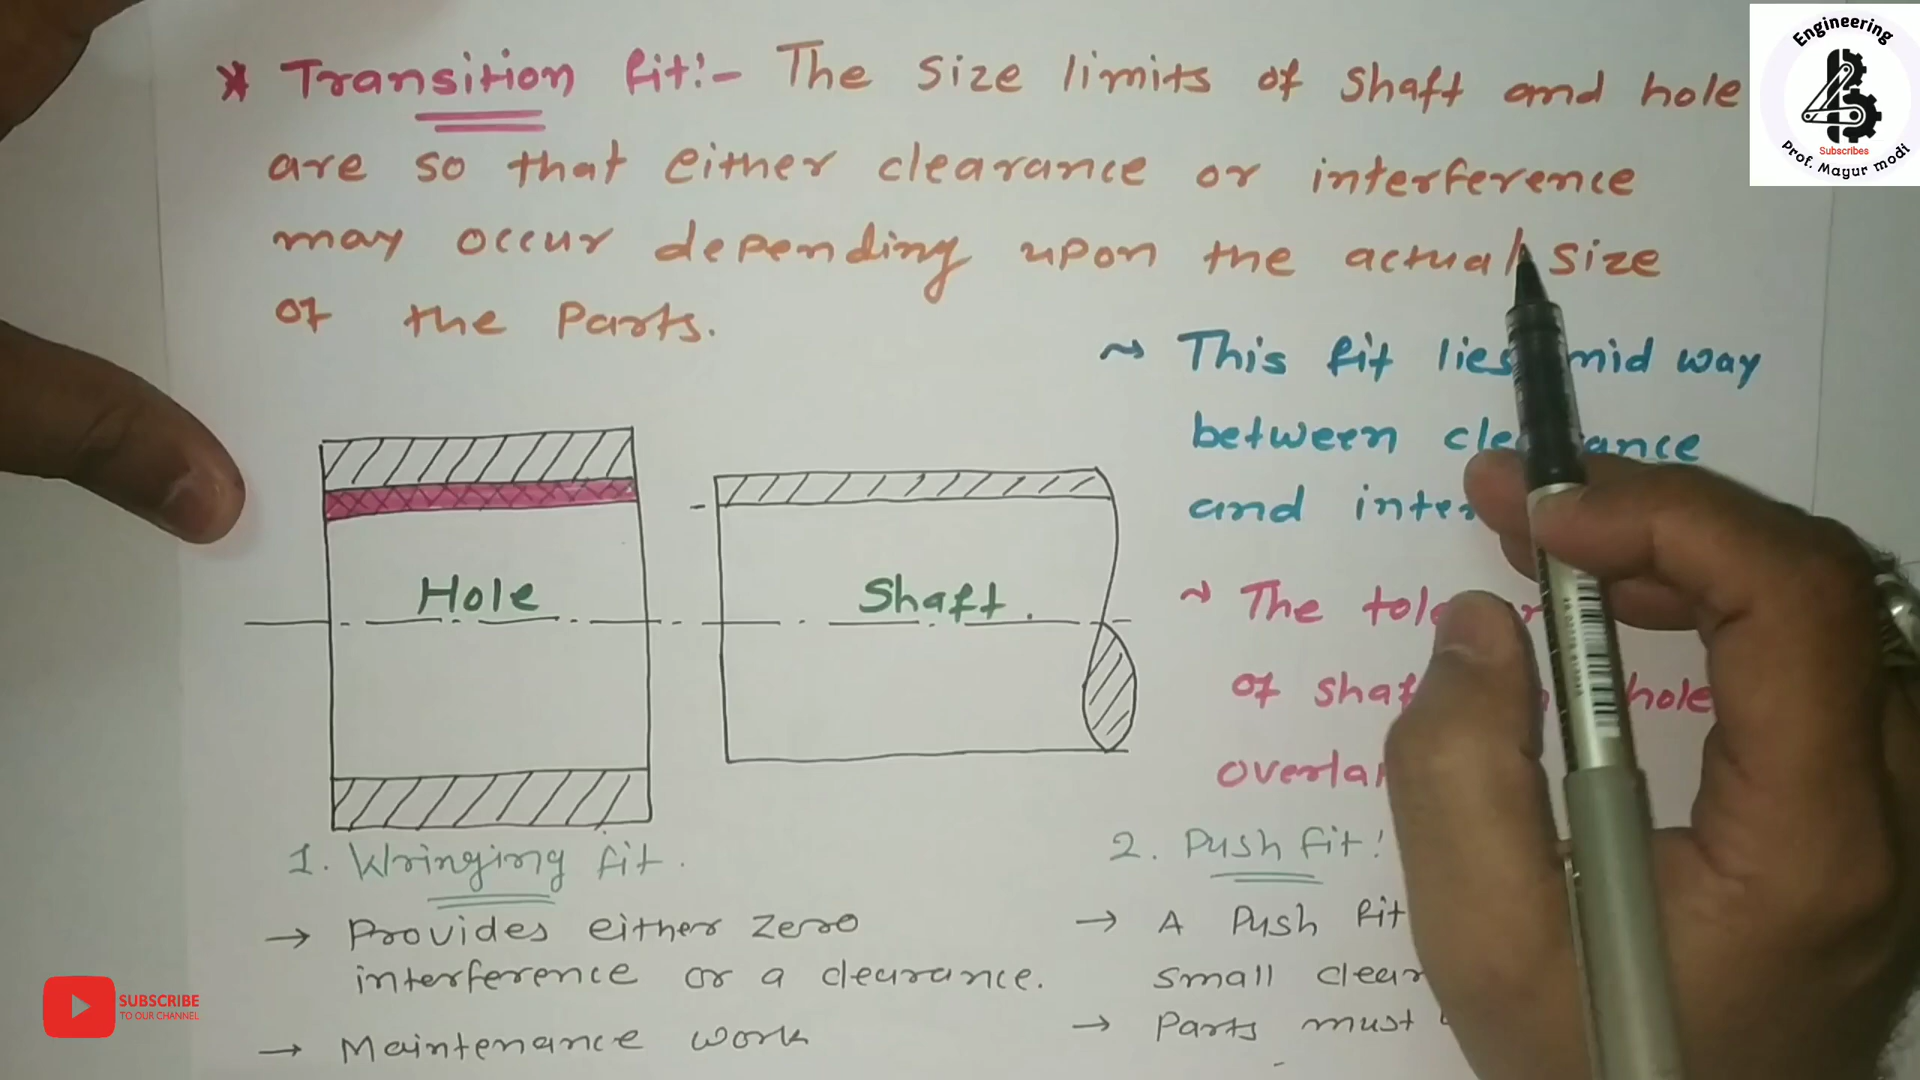 * Transition fit:- The size limits of shaft and hole
are so that either clearance or interference
may occur depending upon the actual size
of the Parts.
~ This fit lies mid way
between clearance
and
~ The
of hole
Hole
Shaft.
1. Wringing fit.
→ Provides either zero
interference or a clearance.
→ Maintenance work
2. Push fit:
→ A Push fit
small
→ Parts must
Engineering
Subscribes
Prof. Mayur modi
SUBSCRIBE
TO OUR CHANNEL